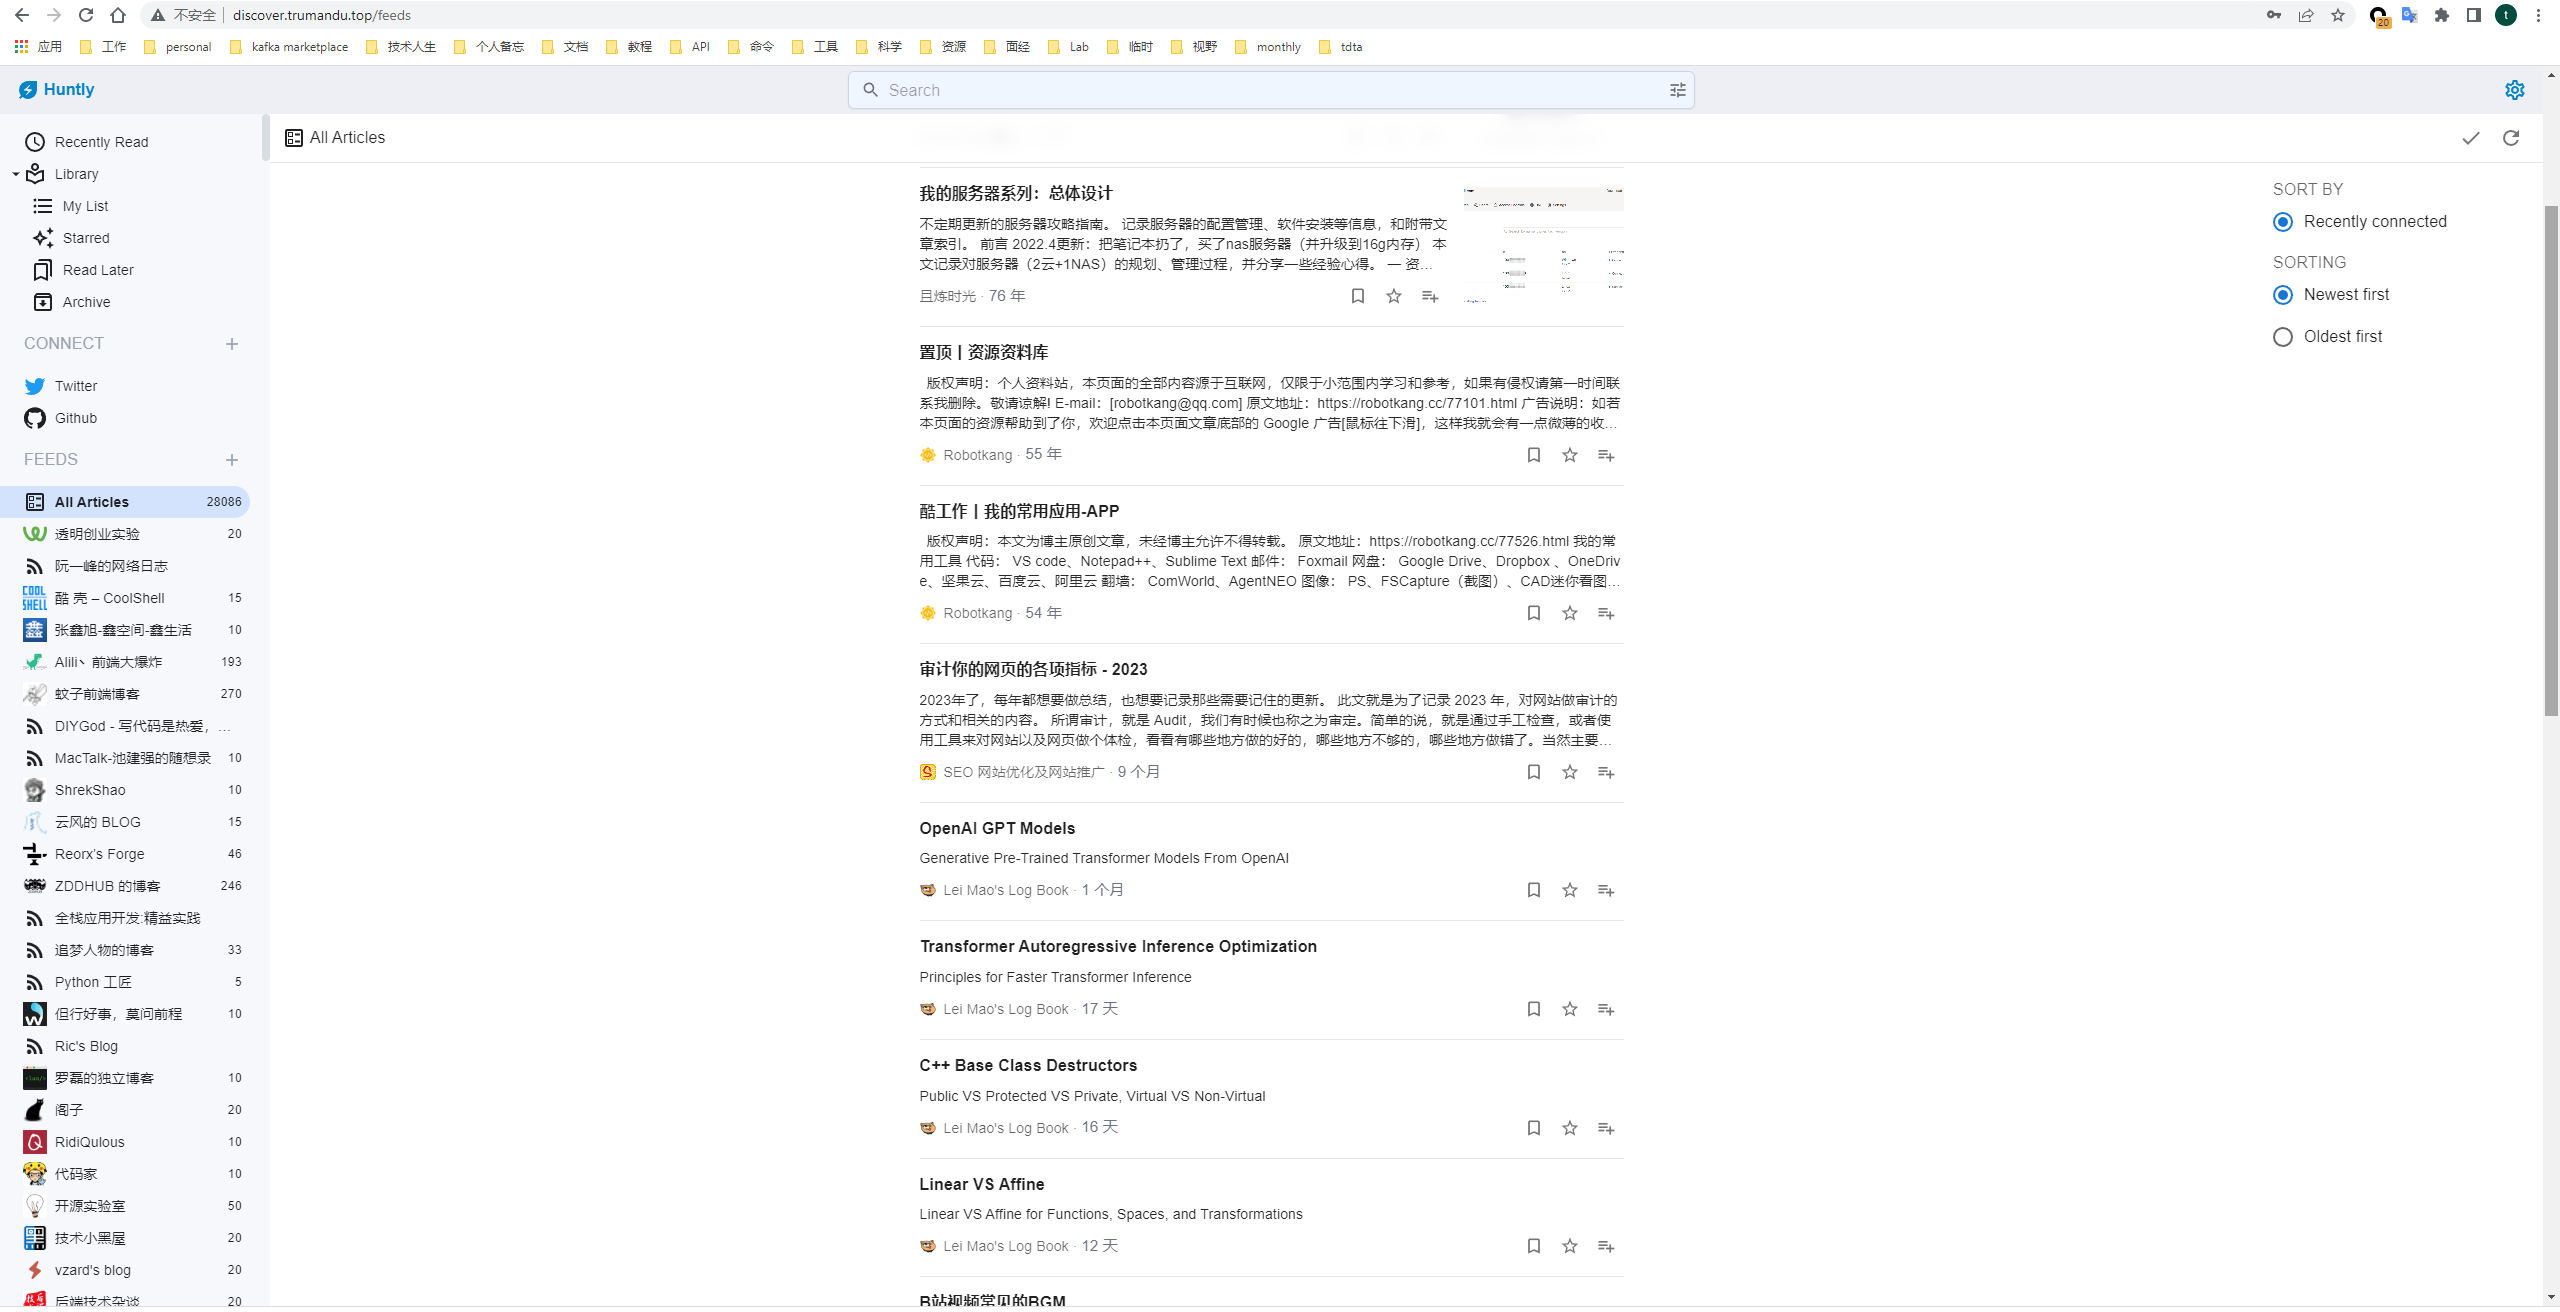 不安全 discover.trumandu.top/feeds
20
t
应用 工作 personal kafka marketplace 技术人生 个人备忘 文档 教程 API 命令 工具 科学 资源 面经 Lab 临时 视野 monthly tdta
Huntly
Search
Recently Read
Library
My List
Starred
Read Later
Archive
CONNECT
Twitter
Github
FEEDS
All Articles 28086
透明创业实验 20
阮一峰的网络日志
酷 壳 – CoolShell 15
张鑫旭-鑫空间-鑫生活 10
Alili丶前端大爆炸 193
蚊子前端博客 270
DIYGod - 写代码是热爱，...
MacTalk-池建强的随想录 10
ShrekShao 10
云风的 BLOG 15
Reorx's Forge 46
ZDDHUB 的博客 246
全栈应用开发:精益实践
追梦人物的博客 33
Python 工匠 5
但行好事，莫问前程 10
Ric's Blog
罗磊的独立博客 10
阁子 20
RidiQulous 10
代码家 10
开源实验室 50
技术小黑屋 20
vzard's blog 20
后端技术杂谈 20
All Articles
我的服务器系列：总体设计
不定期更新的服务器攻略指南。 记录服务器的配置管理、软件安装等信息，和附带文
章索引。 前言 2022.4更新：把笔记本扔了，买了nas服务器（并升级到16g内存） 本
文记录对服务器（2云+1NAS）的规划、管理过程，并分享一些经验心得。 一 资...
且炼时光 · 76 年
置顶丨资源资料库
版权声明：个人资料站，本页面的全部内容源于互联网，仅限于小范围内学习和参考，如果有侵权请第一时间联
系我删除。敬请谅解! E-mail：[robotkang@qq.com] 原文地址：https://robotkang.cc/77101.html 广告说明：如若
本页面的资源帮助到了你，欢迎点击本页面文章底部的 Google 广告[鼠标往下滑]，这样我就会有一点微薄的收...
Robotkang · 55 年
酷工作丨我的常用应用-APP
版权声明：本文为博主原创文章，未经博主允许不得转载。 原文地址：https://robotkang.cc/77526.html 我的常
用工具 代码： VS code、Notepad++、Sublime Text 邮件： Foxmail 网盘： Google Drive、Dropbox 、OneDriv
e、坚果云、百度云、阿里云 翻墙： ComWorld、AgentNEO 图像： PS、FSCapture（截图）、CAD迷你看图...
Robotkang · 54 年
审计你的网页的各项指标 - 2023
2023年了，每年都想要做总结，也想要记录那些需要记住的更新。 此文就是为了记录 2023 年，对网站做审计的
方式和相关的内容。 所谓审计，就是 Audit，我们有时候也称之为审定。简单的说，就是通过手工检查，或者使
用工具来对网站以及网页做个体检，看看有哪些地方做的好的，哪些地方不够的，哪些地方做错了。当然主要...
SEO 网站优化及网站推广 · 9 个月
OpenAI GPT Models
Generative Pre-Trained Transformer Models From OpenAI
Lei Mao's Log Book · 1 个月
Transformer Autoregressive Inference Optimization
Principles for Faster Transformer Inference
Lei Mao's Log Book · 17 天
C++ Base Class Destructors
Public VS Protected VS Private, Virtual VS Non-Virtual
Lei Mao's Log Book · 16 天
Linear VS Affine
Linear VS Affine for Functions, Spaces, and Transformations
Lei Mao's Log Book · 12 天
B站视频常见的BGM
SORT BY
Recently connected
SORTING
Newest first
Oldest first